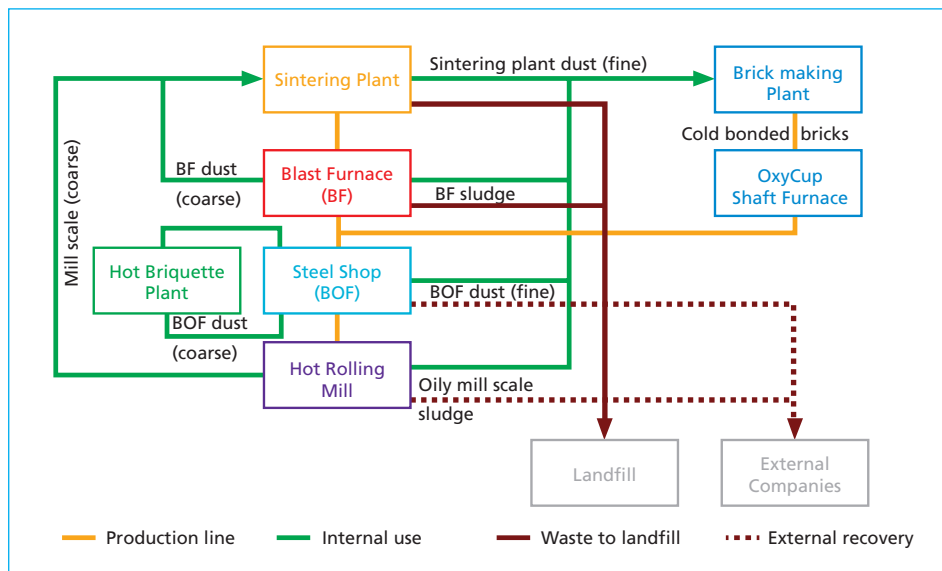 Sintering plant dust (fine)
Sintering Plant
Brick making
Plant
Cold bonded bricks
Mill scale (coarse)
BF dust
(coarse)
Blast Furnace
(BF)
BF sludge
OxyCup
Shaft Furnace
Hot Briquette
Plant
Steel Shop
(BOF)
BOF dust (fine)
BOF dust
(coarse)
Hot Rolling
Mill
Oily mill scale
sludge
Landfill
External
Companies
Production line
Internal use
Waste to landfill
External recovery